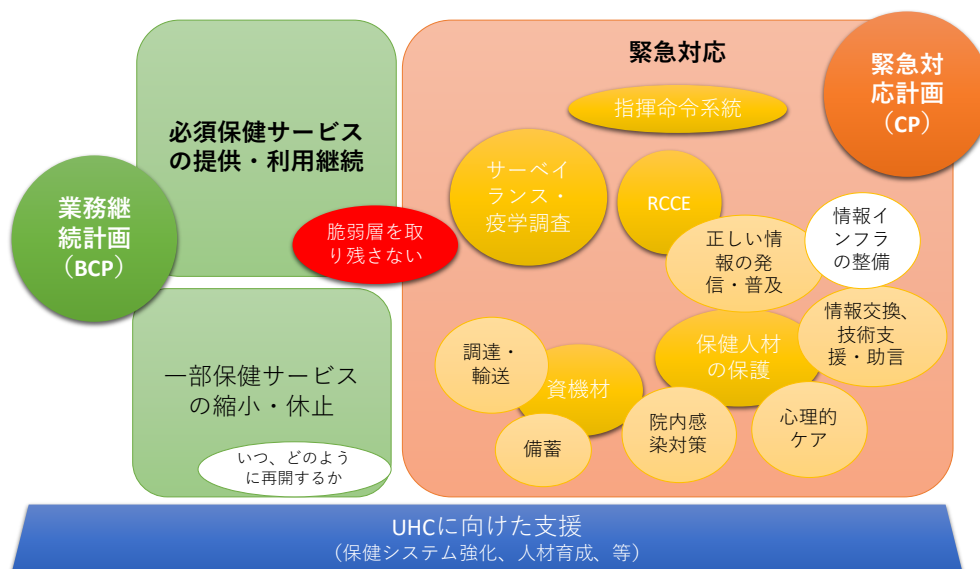 緊急対応
緊急対
応計画
（CP）
指揮命令系統
必須保健サービス
の提供・利用継続
サーベイ
ランス・
疫学調査
RCCE
業務継
続計画
（BCP）
脆弱層を取
り残さない
正しい情
報の発
信・普及
情報イ
ンフラ
の整備
情報交換、
技術支
援・助言
保健人材
の保護
調達・
輸送
資機材
一部保健サービス
の縮小・休止
備蓄
院内感
染対策
心理的
ケア
いつ、どのよう
に再開するか
UHCに向けた支援
（保健システム強化、人材育成、等）